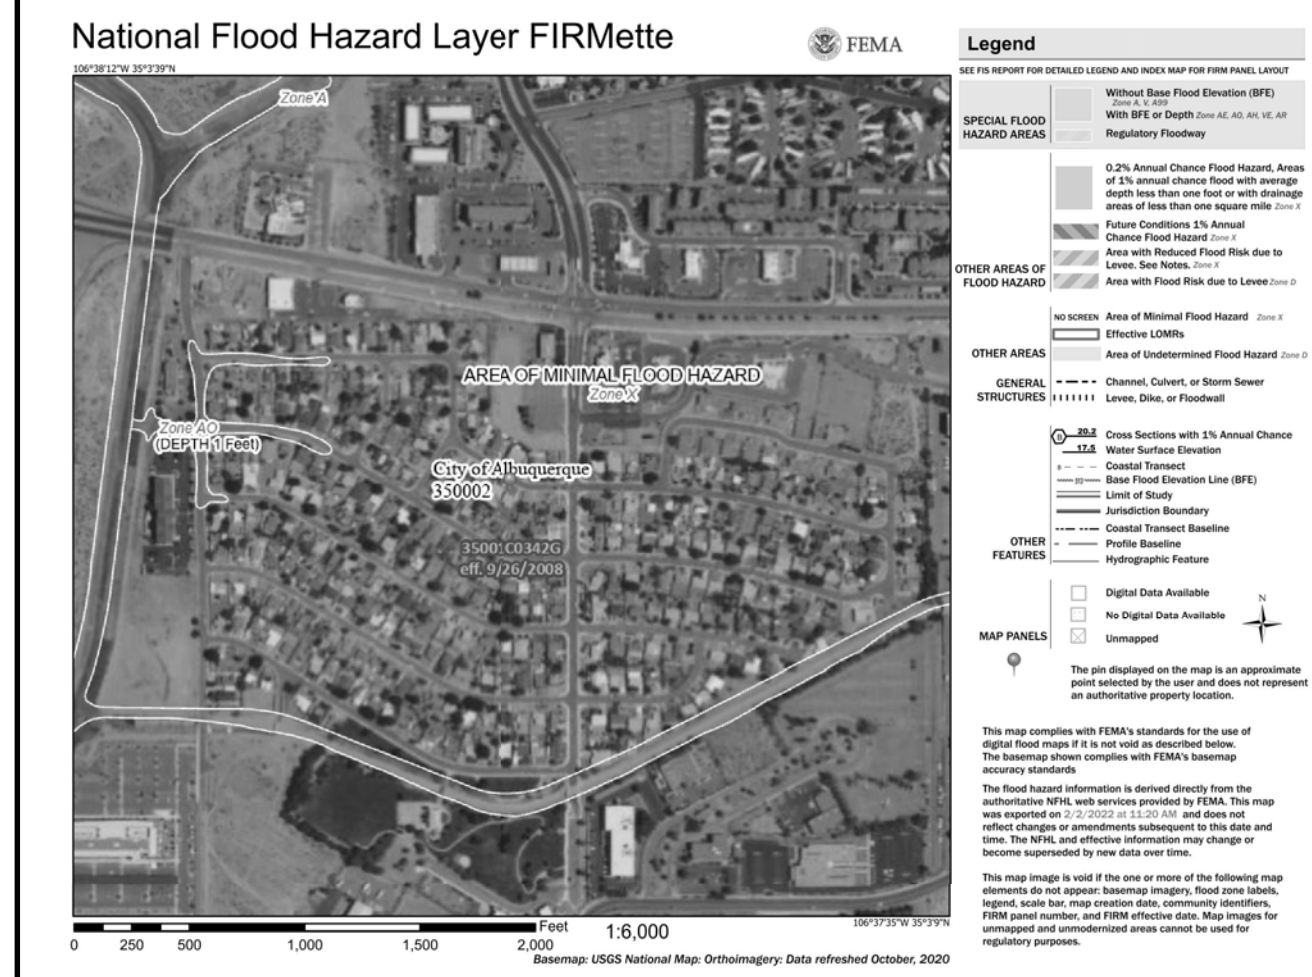 National Flood Hazard Layer FIRMette
FEMA
106°38'12"W 35°3'39"N
Zone A
AREA OF MINIMAL FLOOD HAZARD
Zone X
Zone AO
(DEPTH 1 Feet)
City of Albuquerque
350002
35001C0342G
eff. 9/26/2008
106°37'35"W 35°3'9"N
0 250 500 1,000 1,500 2,000
Feet
1:6,000
Basemap: USGS National Map: Orthoimagery: Data refreshed October, 2020
Legend
SEE FIS REPORT FOR DETAILED LEGEND AND INDEX MAP FOR FIRM PANEL LAYOUT
SPECIAL FLOOD
HAZARD AREAS
Without Base Flood Elevation (BFE)
Zone A, V, A99
With BFE or Depth Zone AE, AO, AH, VE, AR
Regulatory Floodway
OTHER AREAS OF
FLOOD HAZARD
0.2% Annual Chance Flood Hazard, Areas
of 1% annual chance flood with average
depth less than one foot or with drainage
areas of less than one square mile Zone X
Future Conditions 1% Annual
Chance Flood Hazard Zone X
Area with Reduced Flood Risk due to
Levee. See Notes. Zone X
Area with Flood Risk due to Levee Zone D
OTHER AREAS
NO SCREEN Area of Minimal Flood Hazard Zone X
Effective LOMRs
Area of Undetermined Flood Hazard Zone D
GENERAL
STRUCTURES
Channel, Culvert, or Storm Sewer
Levee, Dike, or Floodwall
OTHER
FEATURES
B 20.2 Cross Sections with 1% Annual Chance
17.5 Water Surface Elevation
8 Coastal Transect
513 Base Flood Elevation Line (BFE)
Limit of Study
Jurisdiction Boundary
Coastal Transect Baseline
Profile Baseline
Hydrographic Feature
MAP PANELS
Digital Data Available
No Digital Data Available
Unmapped
N
The pin displayed on the map is an approximate
point selected by the user and does not represent
an authoritative property location.
This map complies with FEMA's standards for the use of
digital flood maps if it is not void as described below.
The basemap shown complies with FEMA's basemap
accuracy standards
The flood hazard information is derived directly from the
authoritative NFHL web services provided by FEMA. This map
was exported on 2/2/2022 at 11:20 AM and does not
reflect changes or amendments subsequent to this date and
time. The NFHL and effective information may change or
become superseded by new data over time.
This map image is void if the one or more of the following map
elements do not appear: basemap imagery, flood zone labels,
legend, scale bar, map creation date, community identifiers,
FIRM panel number, and FIRM effective date. Map images for
unmapped and unmodernized areas cannot be used for
regulatory purposes.